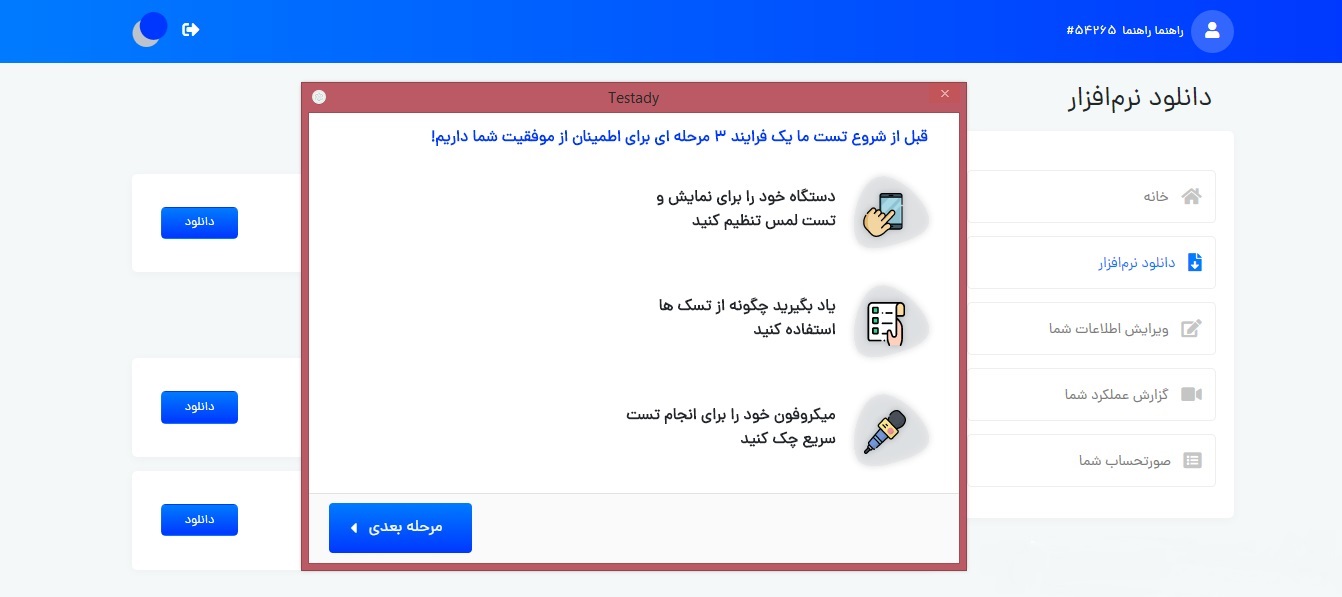 راهنما راهنما ۵۴۲۶۵#
دانلود نرم‌افزار
خانه
دانلود نرم‌افزار
ویرایش اطلاعات شما
گزارش عملکرد شما
صورتحساب شما
Testady
قبل از شروع تست ما یک فرایند ۳ مرحله ای برای اطمینان از موفقیت شما داریم!
دستگاه خود را برای نمایش و
تست لمس تنظیم کنید
یاد بگیرید چگونه از تسک ها
استفاده کنید
میکروفون خود را برای انجام تست
سریع چک کنید
مرحله بعدی
دانلود
دانلود
دانلود